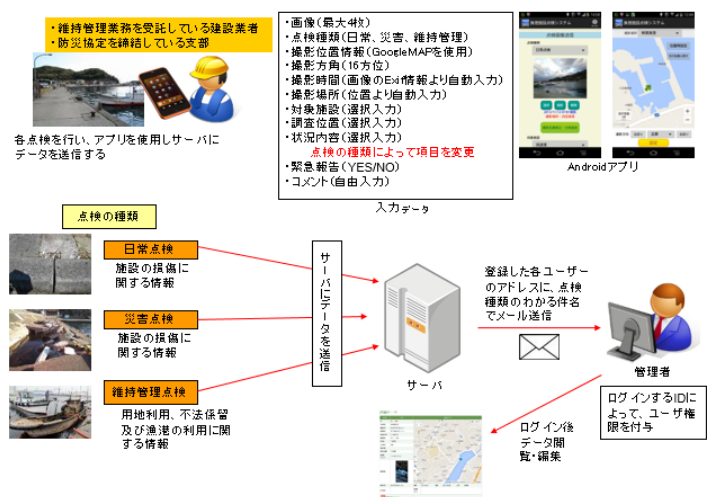 ・維持管理業務を受託している建設業者
・防災協定を締結している支部
各点検を行い、アプリを使用しサーバに
データを送信する
・画像(最大4枚)
・点検種類(日常、災害、維持管理)
・撮影位置情報(GoogleMAPを使用)
・撮影方角(16方位)
・撮影時間(画像のExif情報より自動入力)
・撮影場所(位置より自動入力)
・対象施設(選択入力)
・調査位置(選択入力)
・状況内容(選択入力)
点検の種類によって項目を変更
・緊急報告(YES/NO)
・コメント(自由入力)
入力データ
Androidアプリ
点検の種類
日常点検
施設の損傷に
関する情報
災害点検
施設の損傷に
関する情報
維持管理点検
用地利用、不法係留
及び漁港の利用に関
する情報
サーバにデータを送信
サーバ
登録した各ユーザー
のアドレスに、点検
種類のわかる件名
でメール送信
管理者
ログインするIDに
よって、ユーザ権
限を付与
ログイン後
データ閲
覧・編集